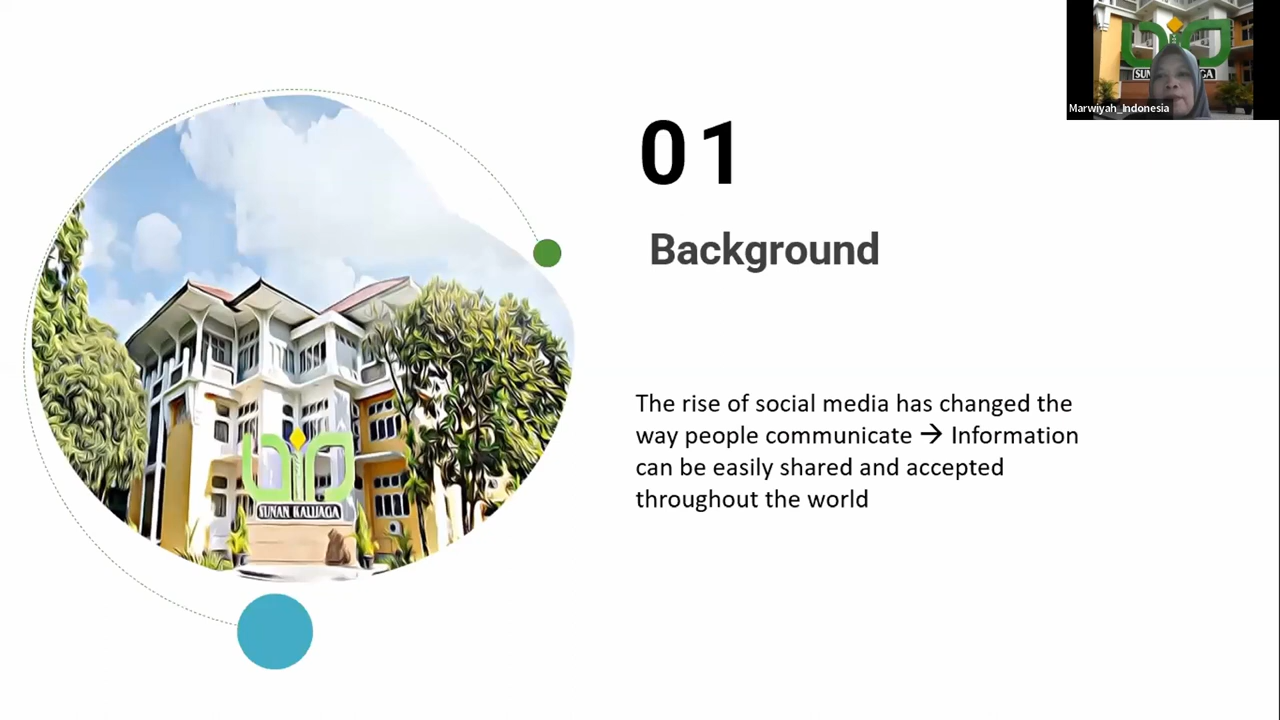 01
Background
The rise of social media has changed the
way people communicate → Information
can be easily shared and accepted
throughout the world
SUNAN KALIJAGA
Marwiyah_Indonesia